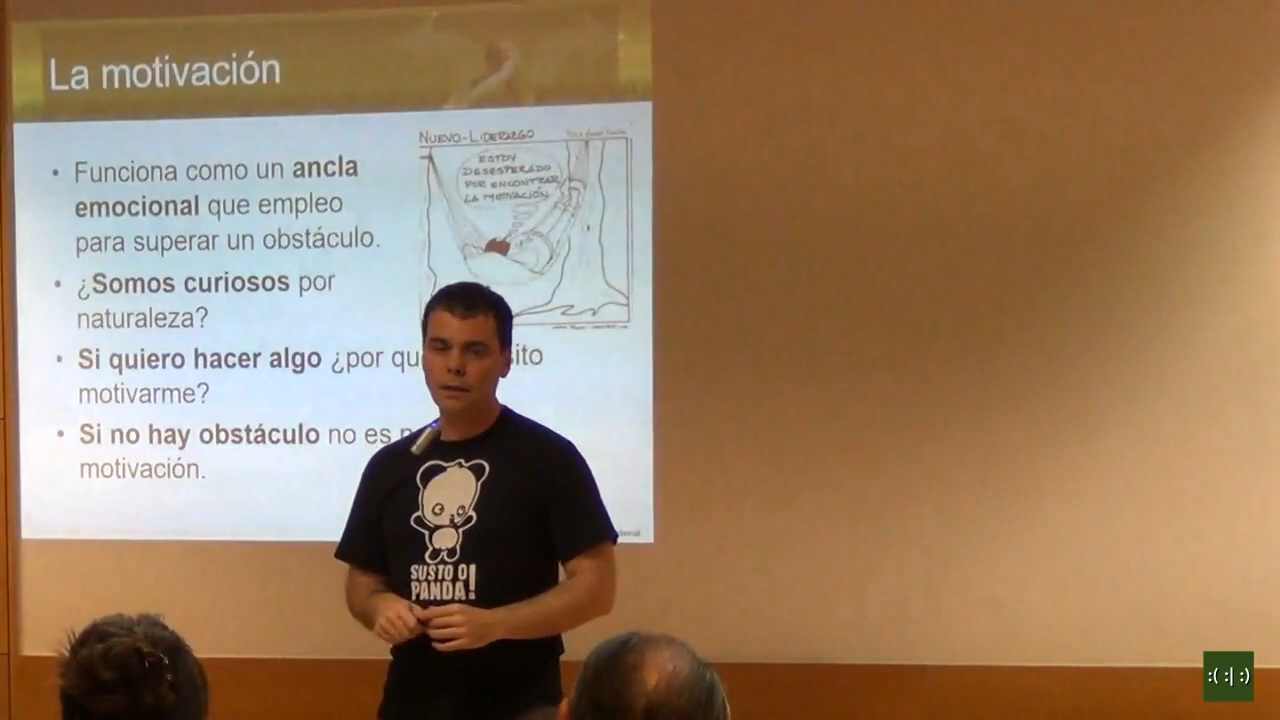 La motivación
• Funciona como un ancla
emocional que empleo
para superar un obstáculo.
• ¿Somos curiosos por
naturaleza?
• Si quiero hacer algo ¿por qu
sito
motivarme?
• Si no hay obstáculo no es
motivación.
NUEVO-LIDERAZGO
ESTOY
DESESPERADO
POR ENCONTRAR
LA MOTIVACIÓN
SUSTO O
PANDA!
:( :| :)